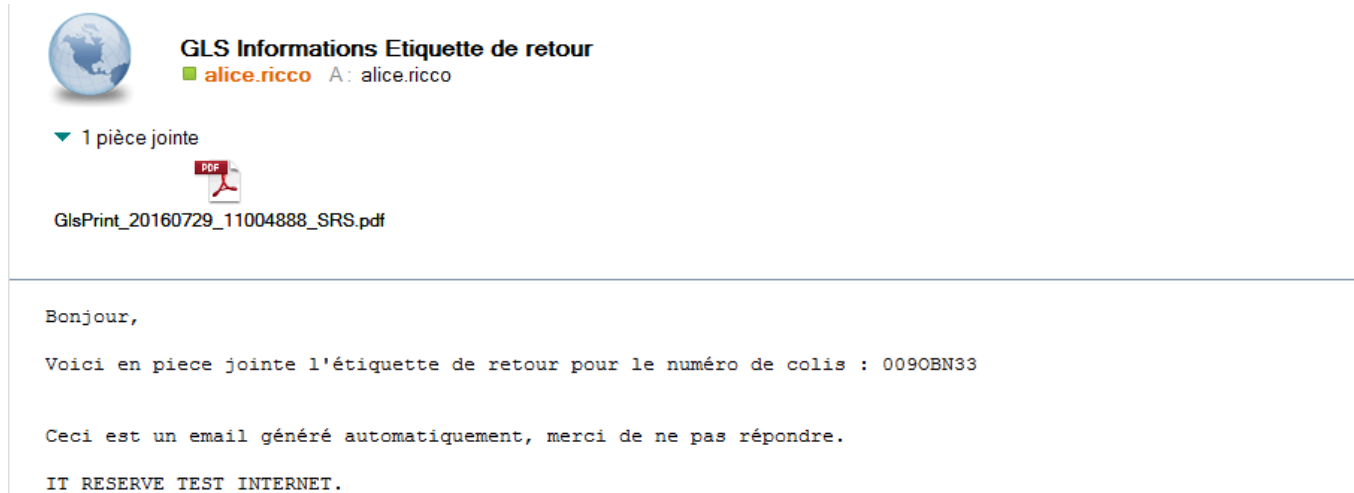 GLS Informations Etiquette de retour
alice.ricco A : alice.ricco
1 pièce jointe
PDF
GlsPrint_20160729_11004888_SRS.pdf
Bonjour,
Voici en piece jointe l'étiquette de retour pour le numéro de colis : 009OBN33
Ceci est un email généré automatiquement, merci de ne pas répondre.
IT RESERVE TEST INTERNET.